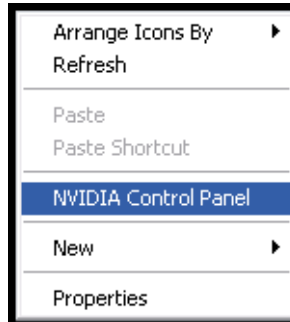 Arrange Icons By
Refresh
Paste
Paste Shortcut
NVIDIA Control Panel
New
Properties